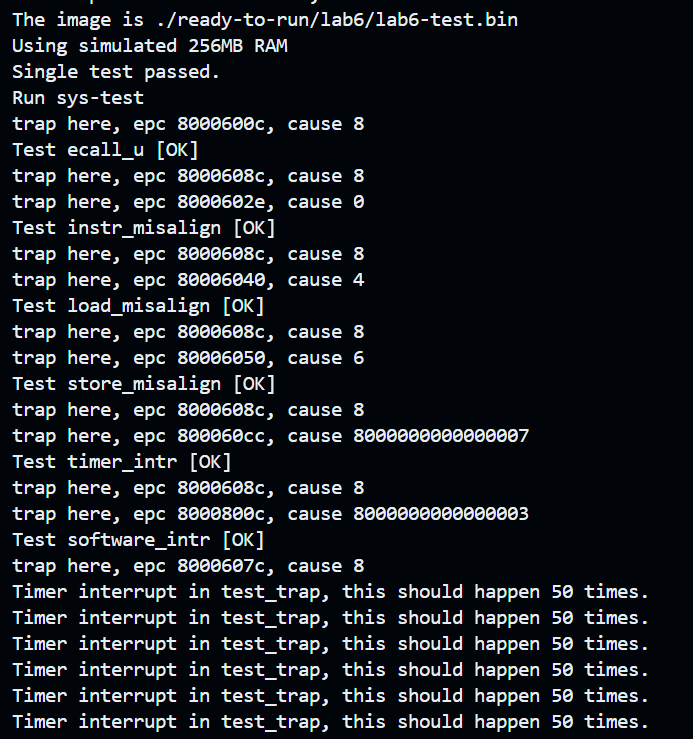 The image is ./ready-to-run/lab6/lab6-test.bin
Using simulated 256MB RAM
Single test passed.
Run sys-test
trap here, epc 8000600c, cause 8
Test ecall_u [OK]
trap here, epc 8000608c, cause 8
trap here, epc 8000602e, cause 0
Test instr_misalign [OK]
trap here, epc 8000608c, cause 8
trap here, epc 80006040, cause 4
Test load_misalign [OK]
trap here, epc 8000608c, cause 8
trap here, epc 80006050, cause 6
Test store_misalign [OK]
trap here, epc 8000608c, cause 8
trap here, epc 800060cc, cause 8000000000000007
Test timer_intr [OK]
trap here, epc 8000608c, cause 8
trap here, epc 8000800c, cause 8000000000000003
Test software_intr [OK]
trap here, epc 8000607c, cause 8
Timer interrupt in test_trap, this should happen 50 times.
Timer interrupt in test_trap, this should happen 50 times.
Timer interrupt in test_trap, this should happen 50 times.
Timer interrupt in test_trap, this should happen 50 times.
Timer interrupt in test_trap, this should happen 50 times.
Timer interrupt in test_trap, this should happen 50 times.